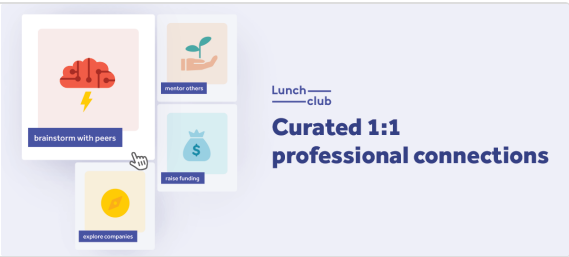 brainstorm with peers
mentor others
$
raise funding
explore companies
Lunch
club
Curated 1:1
professional connections